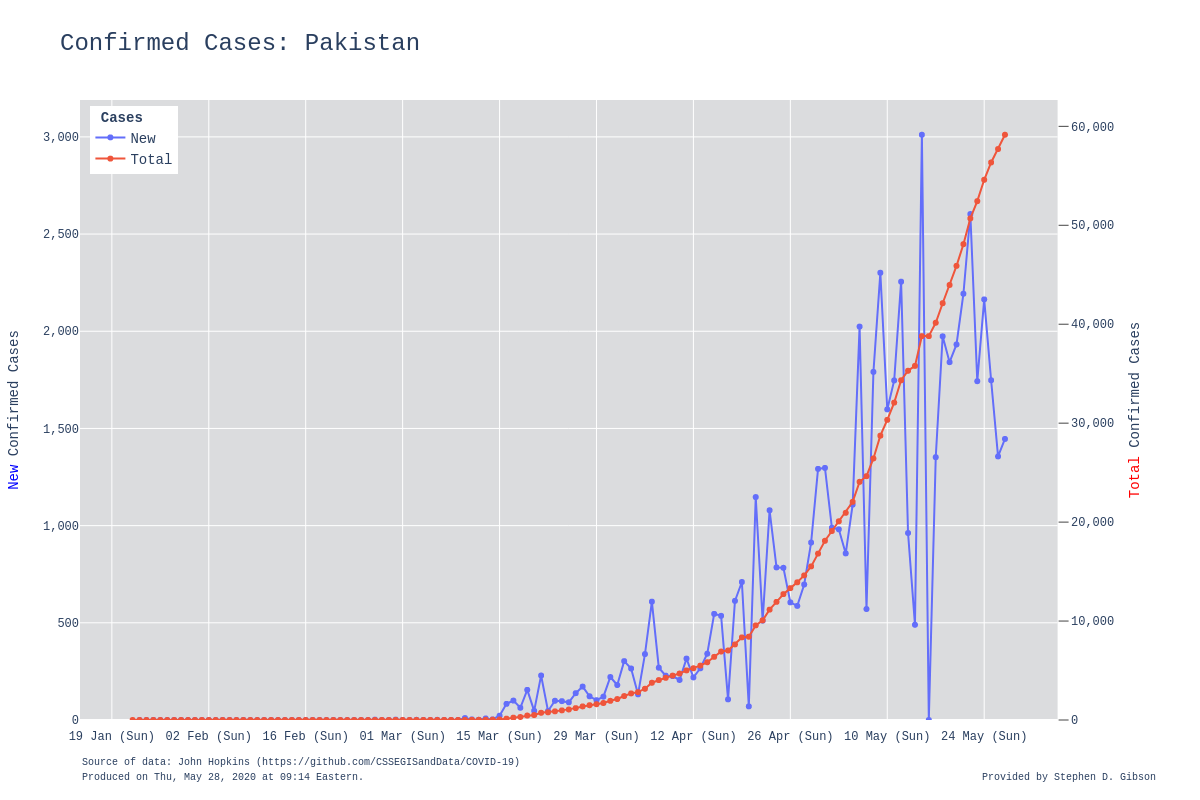 Confirmed Cases: Pakistan
Cases
New
Total
3,000
2,500
2,000
1,500
1,000
500
0
60,000
50,000
40,000
30,000
20,000
10,000
0
New Confirmed Cases
Total Confirmed Cases
19 Jan (Sun) 02 Feb (Sun) 16 Feb (Sun) 01 Mar (Sun) 15 Mar (Sun) 29 Mar (Sun) 12 Apr (Sun) 26 Apr (Sun) 10 May (Sun) 24 May (Sun)
Source of data: John Hopkins (https://github.com/CSSEGISandData/COVID-19)
Produced on Thu, May 28, 2020 at 09:14 Eastern.
Provided by Stephen D. Gibson